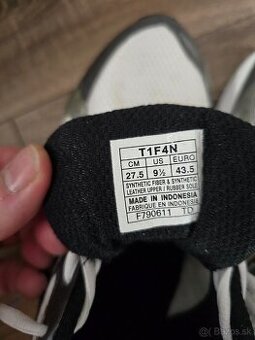 T1F4N
CM US EURO
27.5 9½ 43.5
SYNTHETIC FIBER & SYNTHETIC
LEATHER UPPER / RUBBER SOLE
MADE IN INDONESIA
FABRIQUE EN INDONESIE
F790611 TD
Bazos.sk